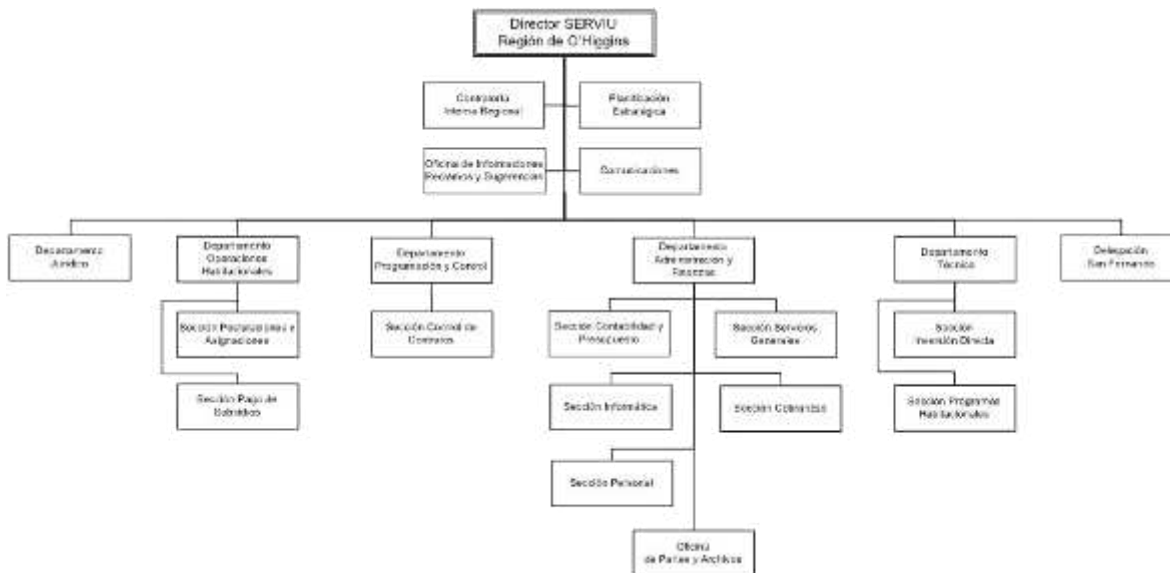 Director SERVIU
Región de O'Higgins
Contraloría
Interna Regional
Planificación
Estratégica
Oficina de Informaciones
Reclamos y Sugerencias
Comunicaciones
Departamento
Jurídico
Departamento
Operaciones
Habitacionales
Departamento
Programación y Control
Departamento
Administración y
Finanzas
Departamento
Técnico
Delegación
San Fernando
Sección Postulaciones y
Asignaciones
Sección Control de
Contratos
Sección Contabilidad y
Presupuesto
Sección Servicios
Generales
Sección
Inversión Directa
Sección Pago de
Subsidios
Sección Informática
Sección Cobranzas
Sección Programas
Habitacionales
Sección Personal
Oficina
de Partes y Archivos